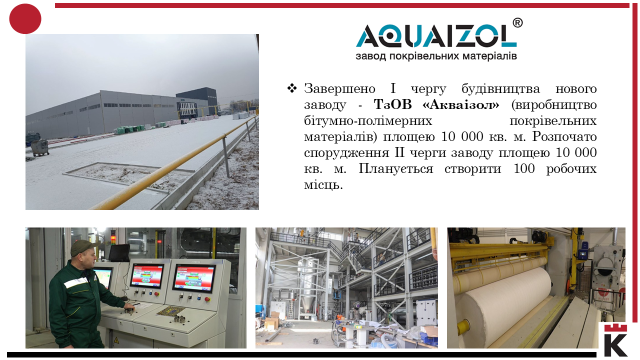 AQUAIZOL®
завод покрівельних матеріалів
❖ Завершено І чергу будівництва нового
заводу - ТзОВ «Акваізол» (виробництво
бітумно-полімерних покрівельних
матеріалів) площею 10 000 кв. м. Розпочато
спорудження ІІ черги заводу площею 10 000
кв. м. Планується створити 100 робочих
місць.
K